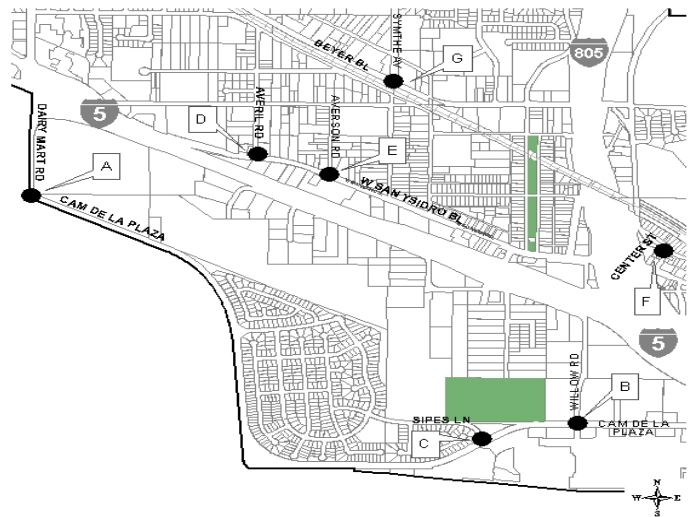 SYMTHE AV
BEYER BL
G
805
5
DAIRY MART RD
D
AVERIL RD
AVERSON RD
E
A
W SAN YSIDRO BL
CAM DE LA PLAZA
CENTER ST
F
5
WILLOW RD
B
SIPES LN
C
CAM DE LA
PLAZA
N
W
E
S